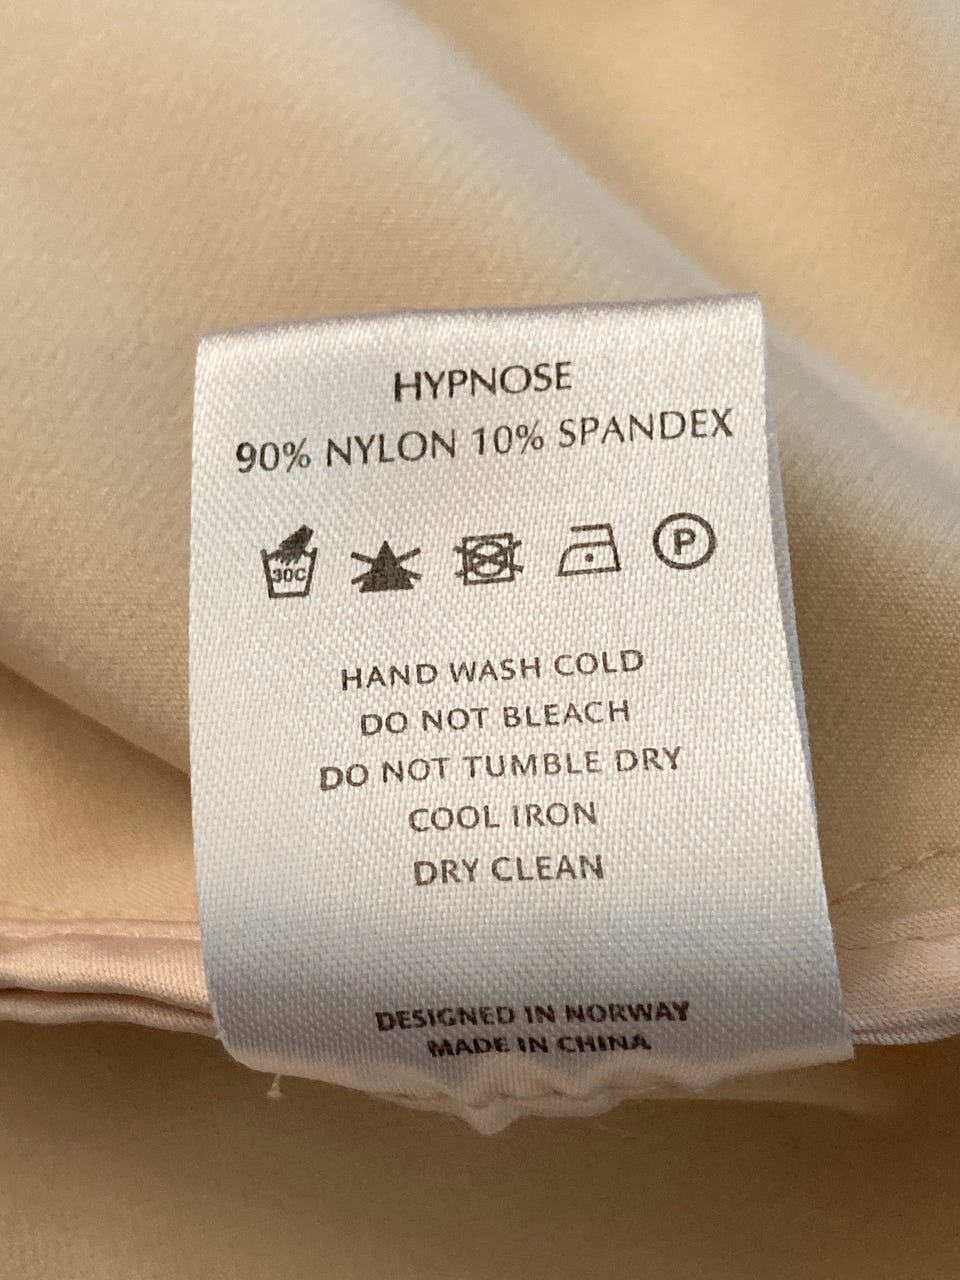 HYPNOSE
90% NYLON 10% SPANDEX
30C P
HAND WASH COLD
DO NOT BLEACH
DO NOT TUMBLE DRY
COOL IRON
DRY CLEAN
DESIGNED IN NORWAY
MADE IN CHINA